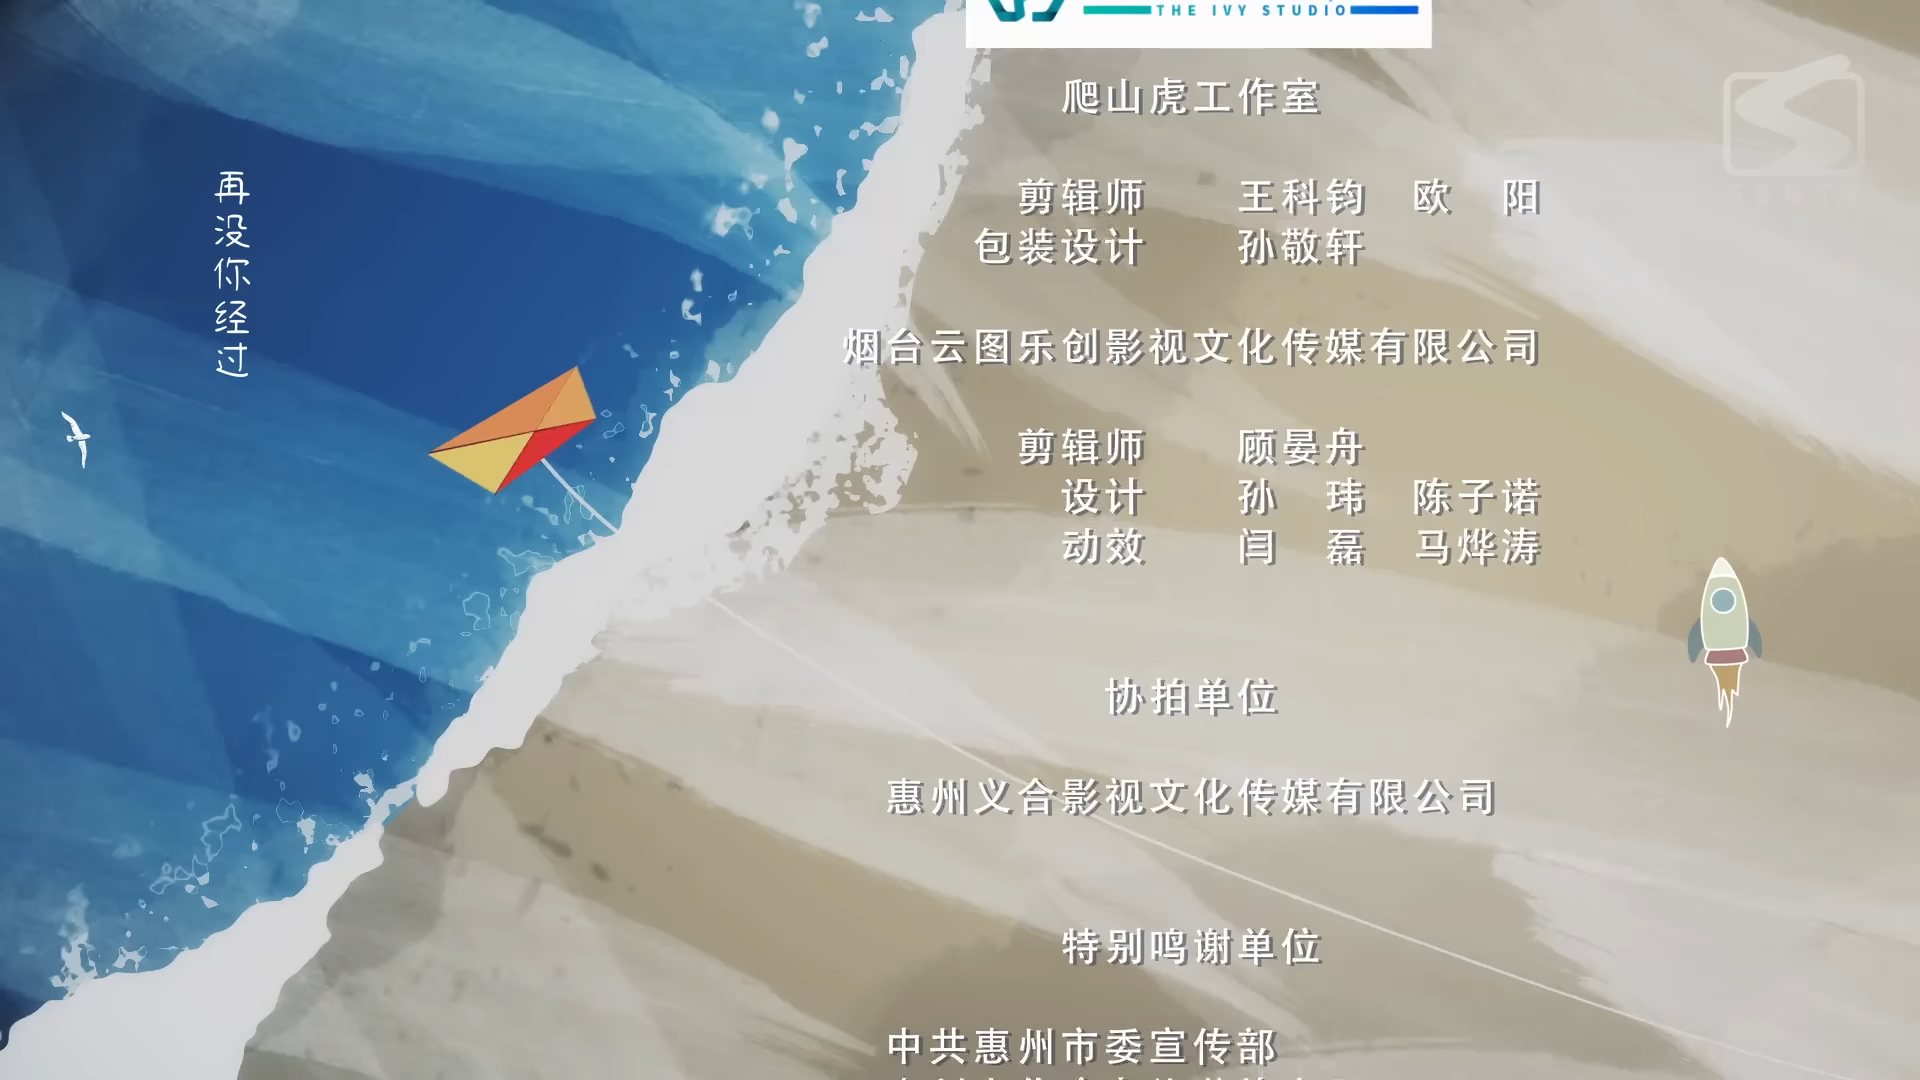 THE IVY STUDIO
爬山虎工作室
再没你经过
剪辑师 王科钧 欧 阳
包装设计 孙敬轩
烟台云图乐创影视文化传媒有限公司
剪辑师 顾晏舟
设计 孙 玮 陈子诺
动效 闫 磊 马烨涛
协拍单位
惠州义合影视文化传媒有限公司
特别鸣谢单位
中共惠州市委宣传部